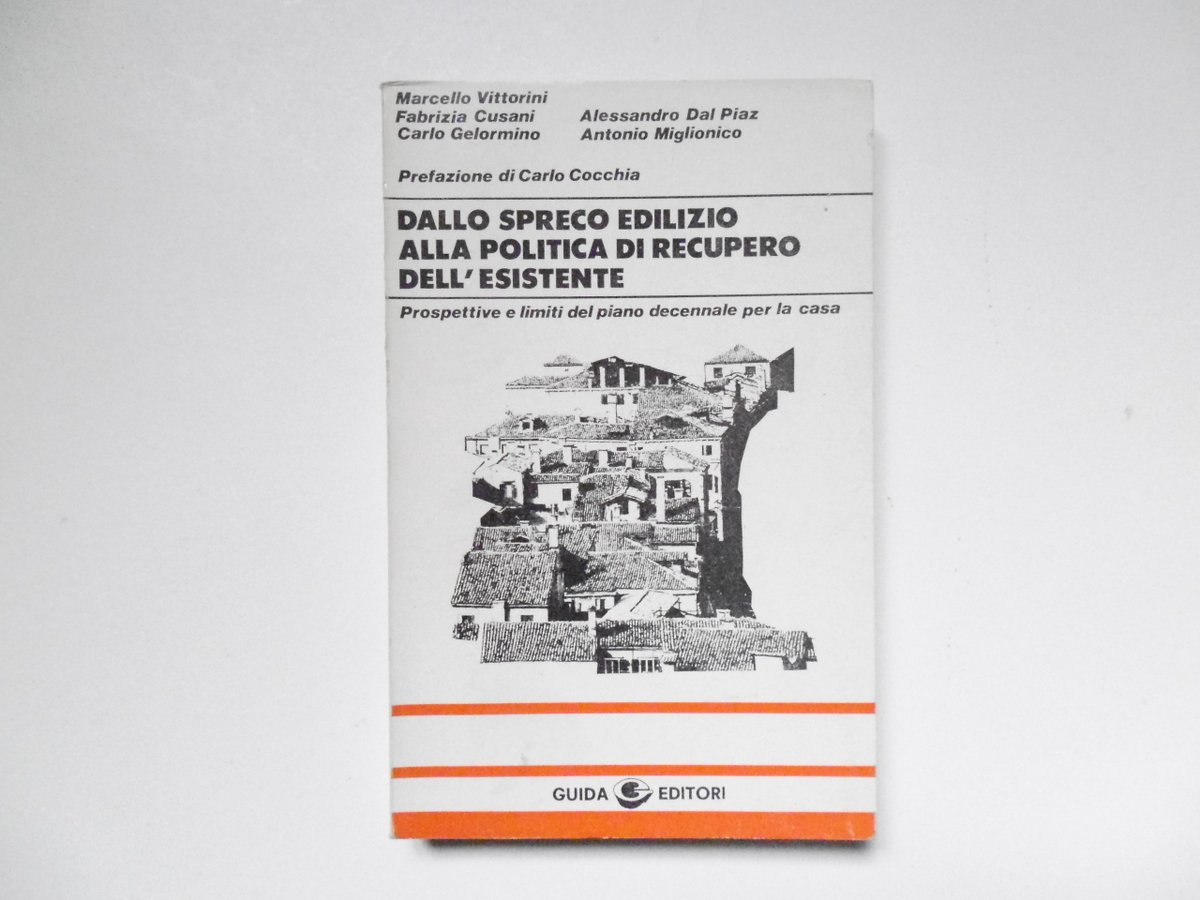 Marcello Vittorini
Fabrizia Cusani Alessandro Dal Piaz
Carlo Gelormino Antonio Miglionico
Prefazione di Carlo Cocchia
DALLO SPRECO EDILIZIO
ALLA POLITICA DI RECUPERO
DELL'ESISTENTE
Prospettive e limiti del piano decennale per la casa
GUIDA EDITORI